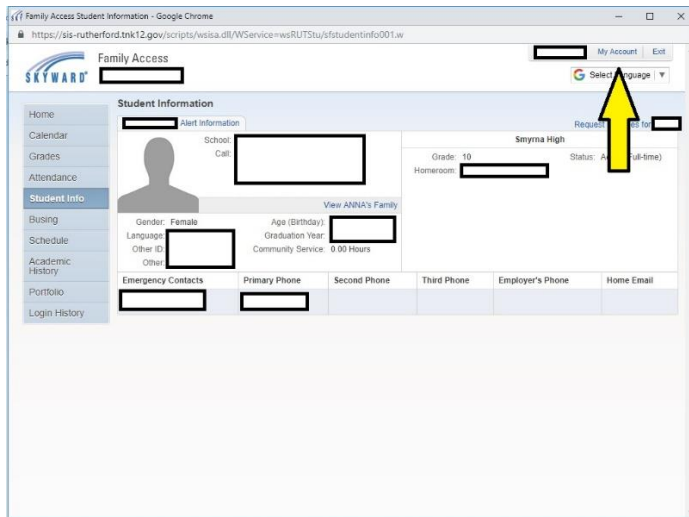 Family Access Student Information - Google Chrome
https://sis-rutherford.tnk12.gov/scripts/wsisa.dll/WService=wsRUTStu/sfstudentinfo001.w
SKYWARD®
Family Access
My Account
Exit
Select Language
Home
Calendar
Grades
Attendance
Student Info
Busing
Schedule
Academic
History
Portfolio
Login History
Student Information
Alert Information
Request
for
School:
Call:
View ANNA's Family
Gender: Female
Language:
Other ID:
Other:
Age (Birthday):
Graduation Year:
Community Service: 0.00 Hours
Smyrna High
Grade: 10
Status:
Full-time)
Homeroom:
Emergency Contacts Primary Phone Second Phone Third Phone Employer's Phone Home Email